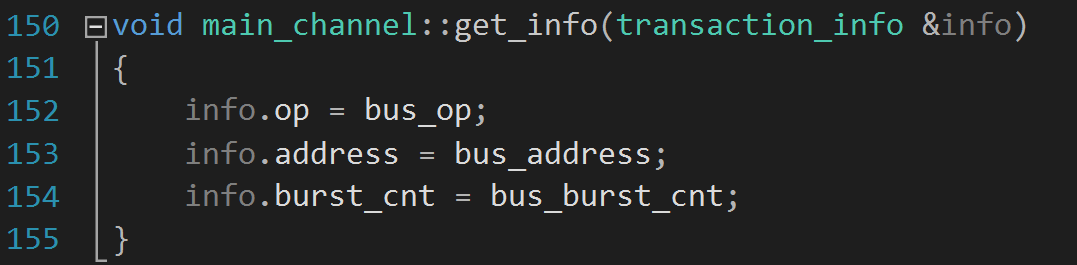 150 void main_channel::get_info(transaction_info &info)
151 {
152     info.op = bus_op;
153     info.address = bus_address;
154     info.burst_cnt = bus_burst_cnt;
155 }